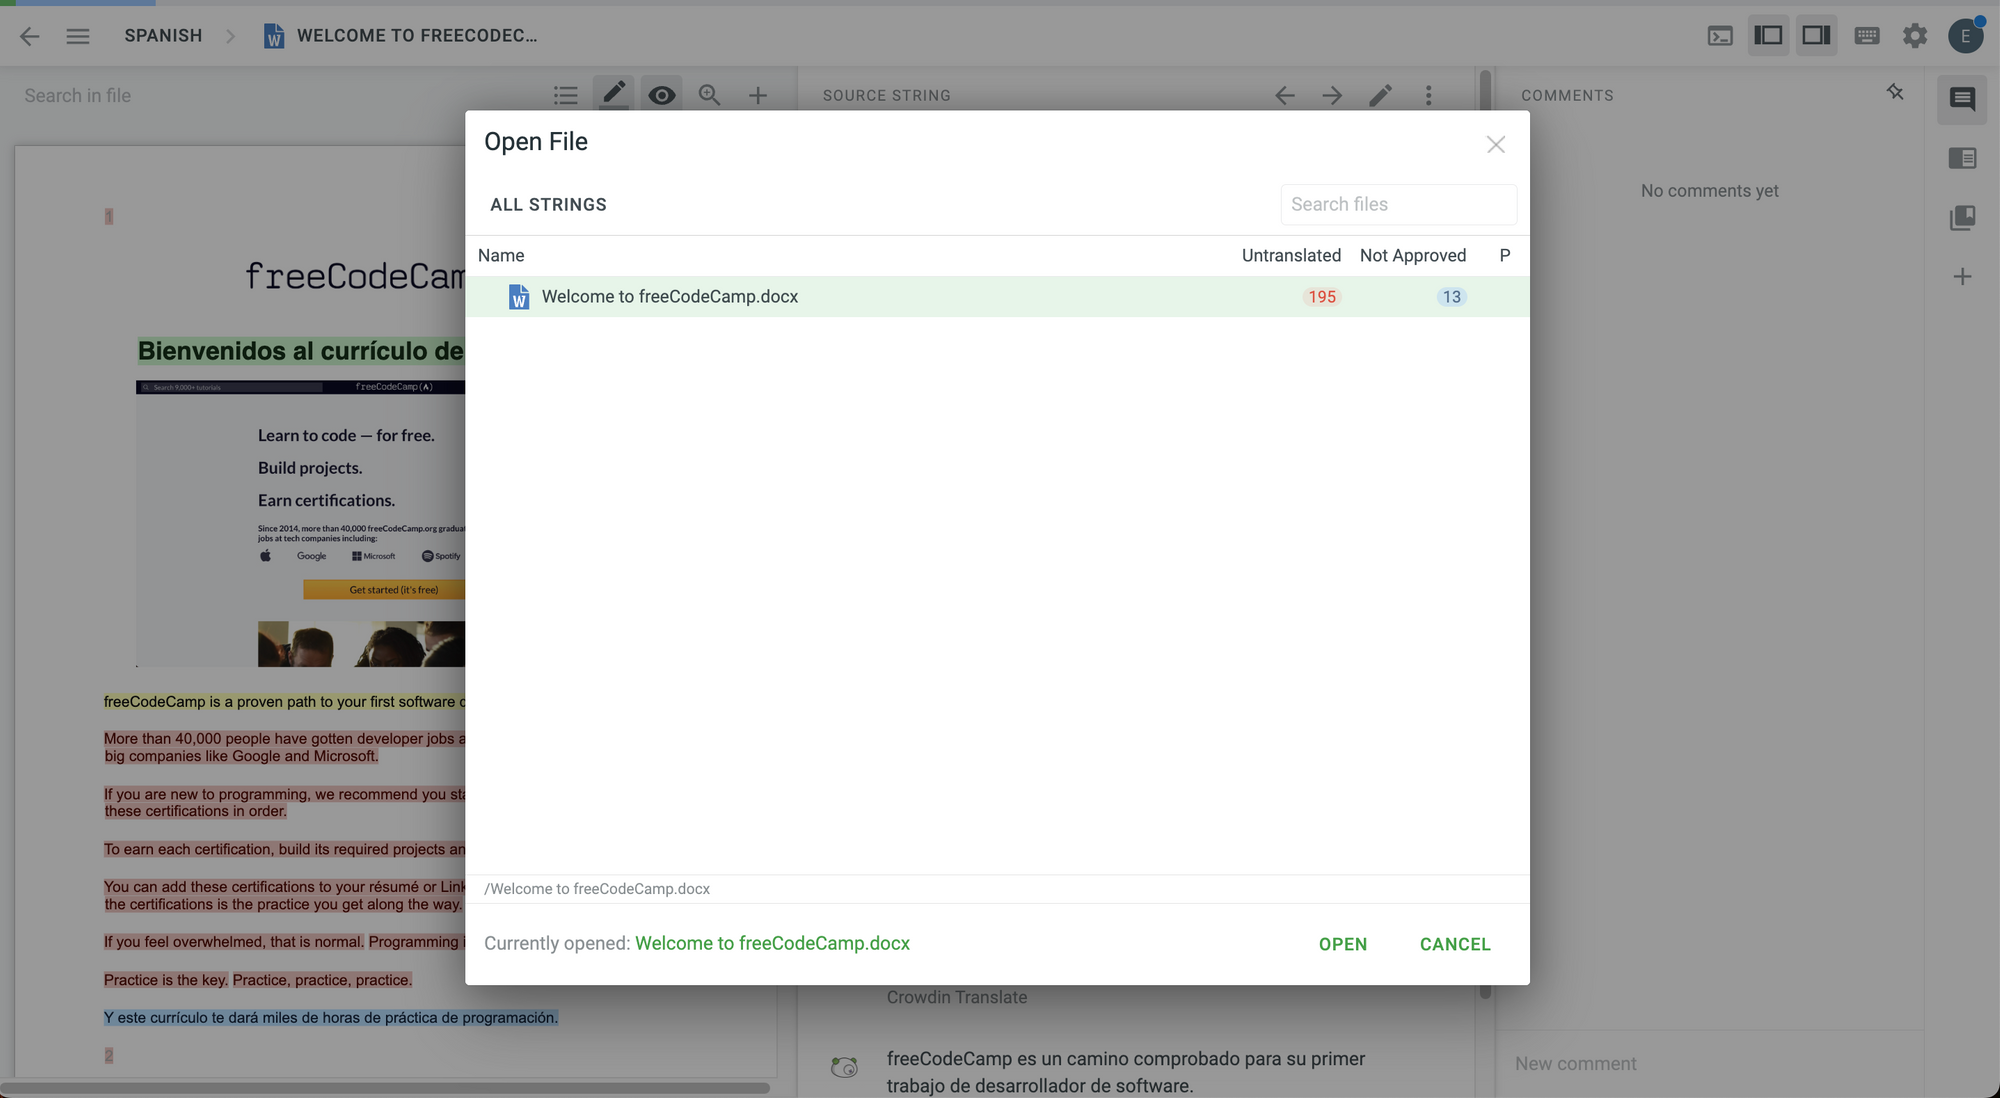 SPANISH
WELCOME TO FREECODEC...
E
Search in file
SOURCE STRING
COMMENTS
No comments yet
Open File
ALL STRINGS
Search files
Name Untranslated Not Approved P
Welcome to freeCodeCamp.docx 195 13
/Welcome to freeCodeCamp.docx
Currently opened: Welcome to freeCodeCamp.docx
OPEN CANCEL
1
freeCodeCam
Bienvenidos al currículo de
Search 9,000+ tutorials
freeCodeCamp(A)
Learn to code — for free.
Build projects.
Earn certifications.
Since 2014, more than 40,000 freeCodeCamp.org graduat
jobs at tech companies including:
Google Microsoft Spotify
Get started (it's free)
freeCodeCamp is a proven path to your first software
More than 40,000 people have gotten developer jobs a
big companies like Google and Microsoft.
If you are new to programming, we recommend you sta
these certifications in order.
To earn each certification, build its required projects an
You can add these certifications to your résumé or Link
the certifications is the practice you get along the way.
If you feel overwhelmed, that is normal. Programming i
Practice is the key. Practice, practice, practice.
Y este currículo te dará miles de horas de práctica de programación.
2
Crowdin Translate
freeCodeCamp es un camino comprobado para su primer
trabajo de desarrollador de software.
New comment